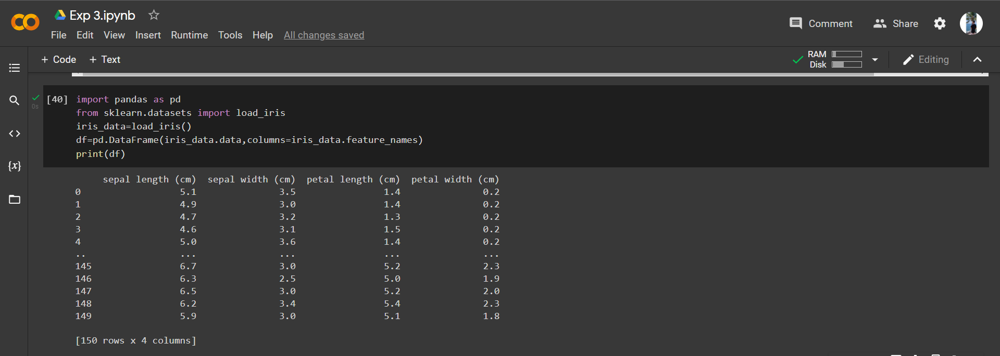 Exp 3.ipynb
File Edit View Insert Runtime Tools Help All changes saved
Comment Share
+ Code + Text
RAM
Disk
Editing
[40] import pandas as pd
0s
from sklearn.datasets import load_iris
iris_data=load_iris()
df=pd.DataFrame(iris_data.data,columns=iris_data.feature_names)
print(df)
{x}
sepal length (cm) sepal width (cm) petal length (cm) petal width (cm)
0 5.1 3.5 1.4 0.2
1 4.9 3.0 1.4 0.2
2 4.7 3.2 1.3 0.2
3 4.6 3.1 1.5 0.2
4 5.0 3.6 1.4 0.2
.. ... ... ... ...
145 6.7 3.0 5.2 2.3
146 6.3 2.5 5.0 1.9
147 6.5 3.0 5.2 2.0
148 6.2 3.4 5.4 2.3
149 5.9 3.0 5.1 1.8
[150 rows x 4 columns]